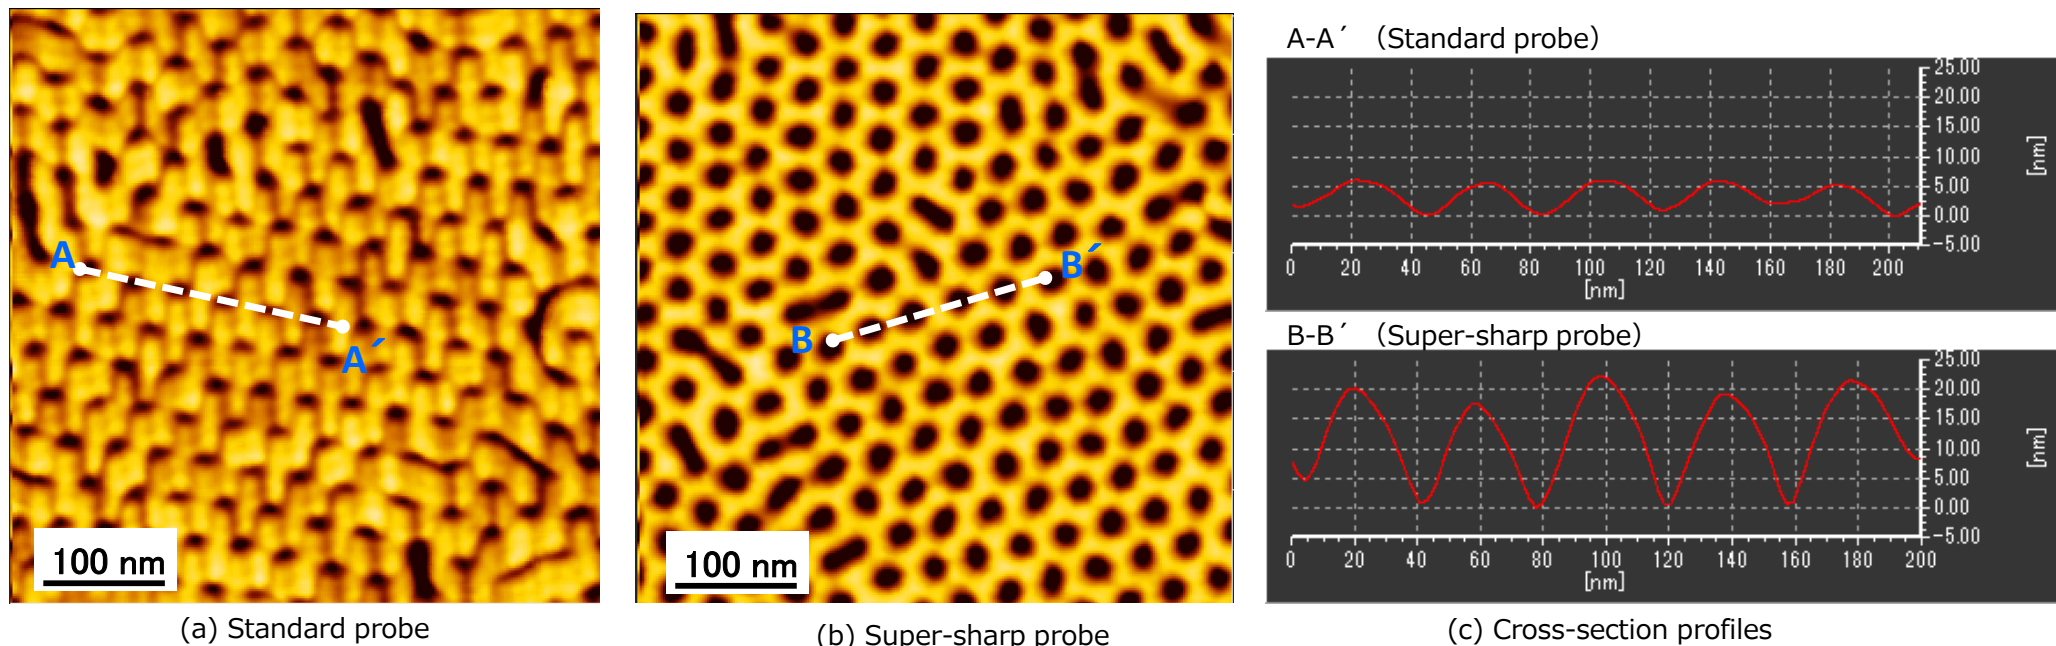 A
A´
100 nm
(a) Standard probe
B´
B
100 nm
(b) Super-sharp probe
A-A´ （Standard probe）
25.00
20.00
15.00
10.00
5.00
0.00
-5.00
[nm]
0 20 40 60 80 100 120 140 160 180 200
[nm]
B-B´ （Super-sharp probe）
25.00
20.00
15.00
10.00
5.00
0.00
-5.00
[nm]
0 20 40 60 80 100 120 140 160 180 200
[nm]
(c) Cross-section profiles